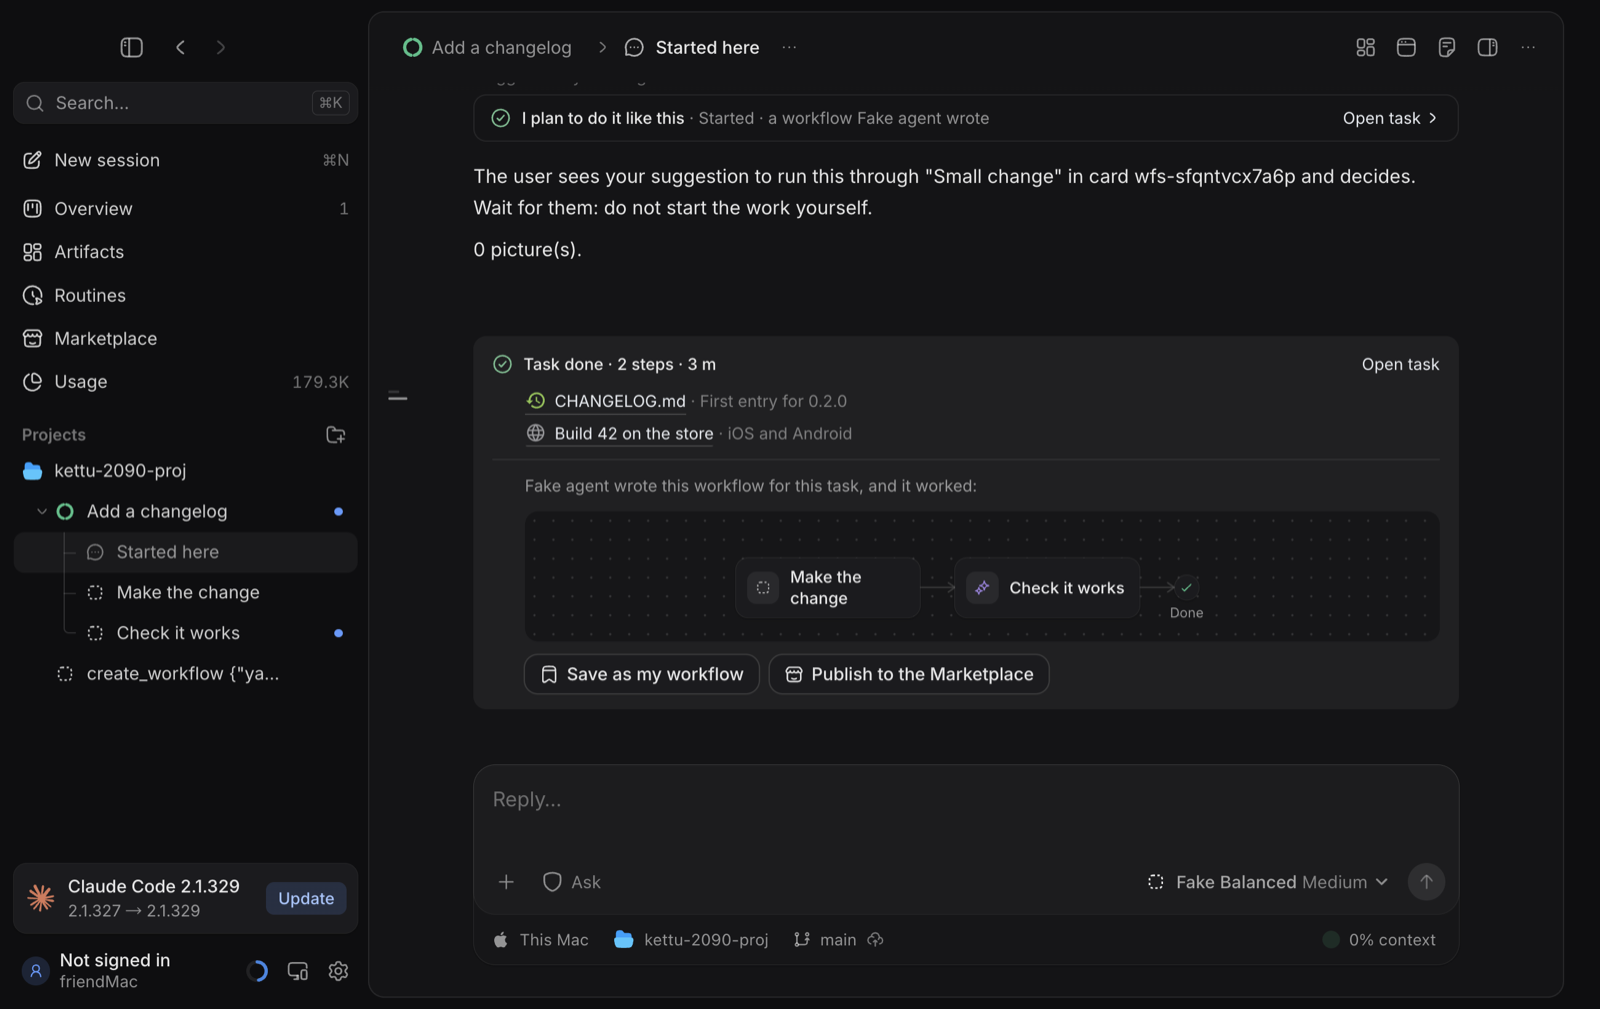 Add a changelog
Started here
Search...
⌘K
I plan to do it like this · Started · a workflow Fake agent wrote
Open task
New session
⌘N
The user sees your suggestion to run this through "Small change" in card wfs-sfqntvcx7a6p and decides.
Wait for them: do not start the work yourself.
Overview
1
0 picture(s).
Artifacts
Routines
Marketplace
Usage
179.3K
Task done · 2 steps · 3 m
Open task
CHANGELOG.md · First entry for 0.2.0
Build 42 on the store · iOS and Android
Projects
kettu-2090-proj
Fake agent wrote this workflow for this task, and it worked:
Add a changelog
Started here
Make the change
Check it works
create_workflow {"ya...
Make the
change
Check it works
Done
Save as my workflow
Publish to the Marketplace
Reply...
Ask
Fake Balanced Medium
Claude Code 2.1.329
2.1.327 → 2.1.329
Update
This Mac
kettu-2090-proj
main
0% context
Not signed in
friendMac